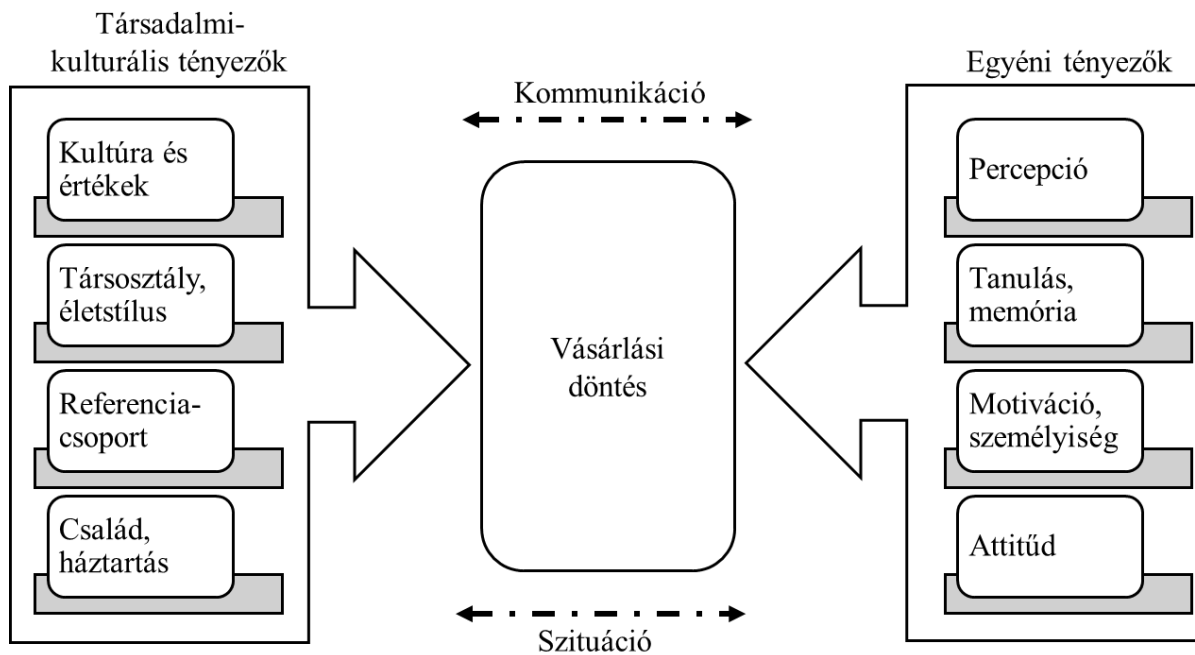 Társadalmi-
kulturális tényezők
Kultúra és
értékek
Társosztály,
életstílus
Referencia-
csoport
Család,
háztartás
Kommunikáció
Vásárlási
döntés
Szituáció
Egyéni tényezők
Percepció
Tanulás,
memória
Motiváció,
személyiség
Attitűd